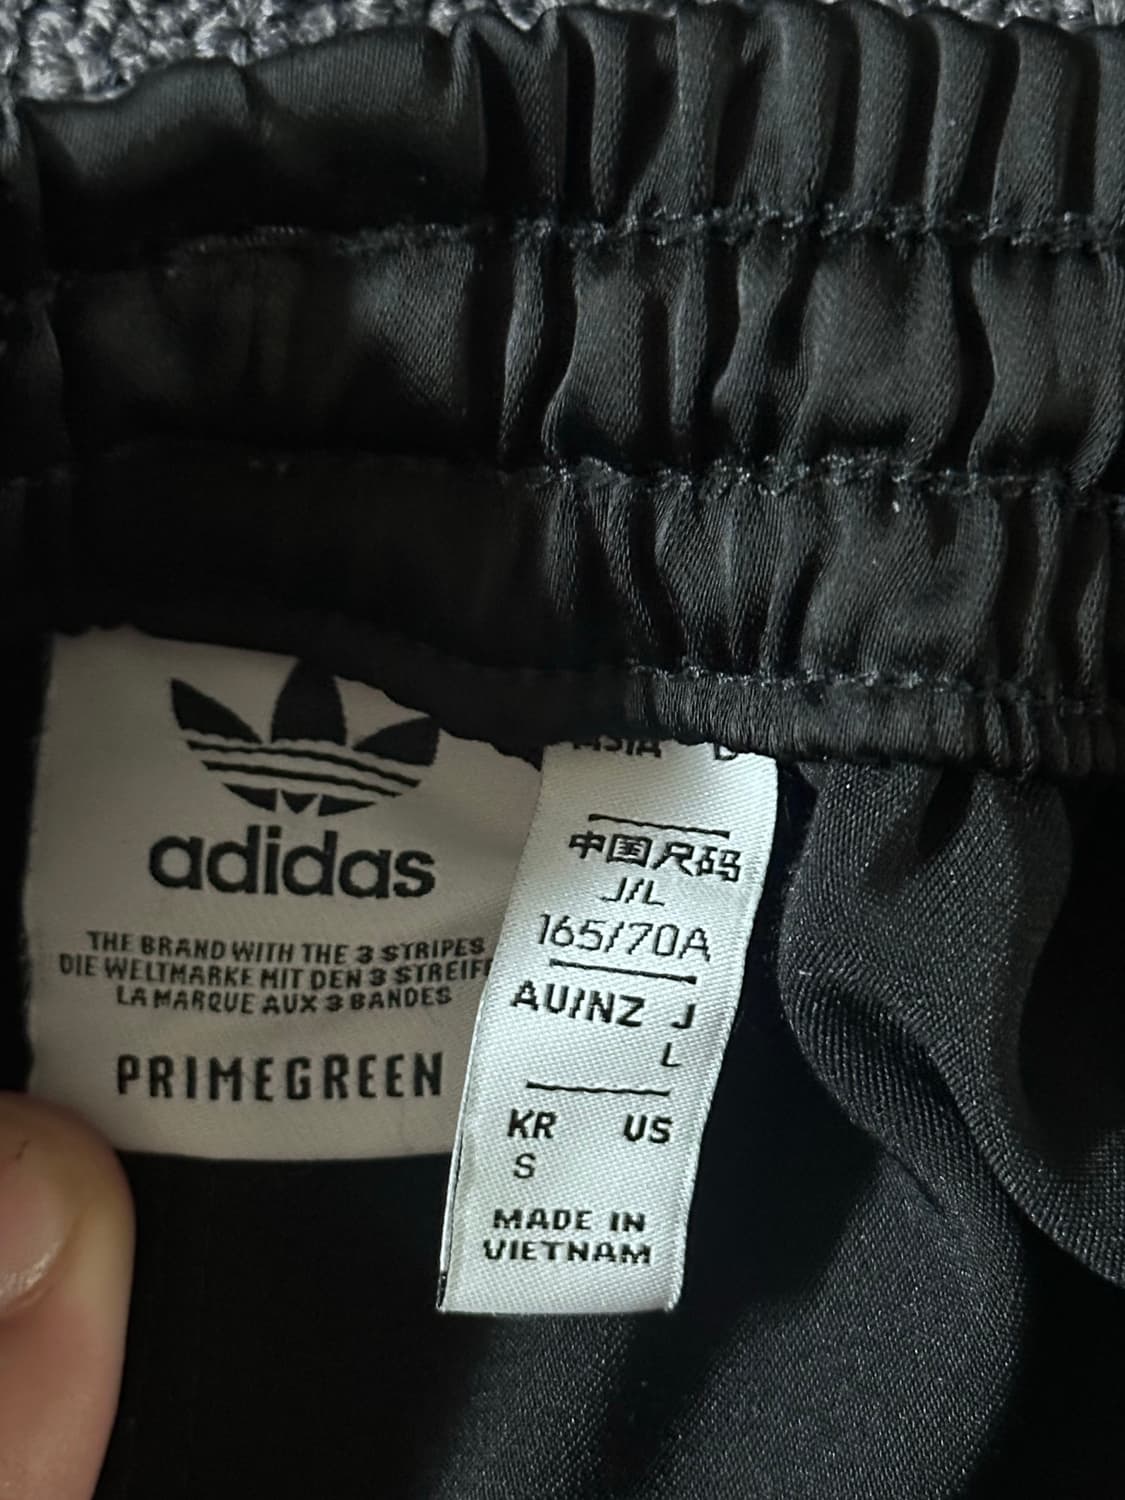 adidas
THE BRAND WITH THE 3 STRIPES
DIE WELTMARKE MIT DEN 3
LA MARQUE AUX 3 BANDES
PRIMEGREEN
中国尺码
J/L
165/70A
AU/NZ J
L
KR US
S
MADE IN
VIETNAM